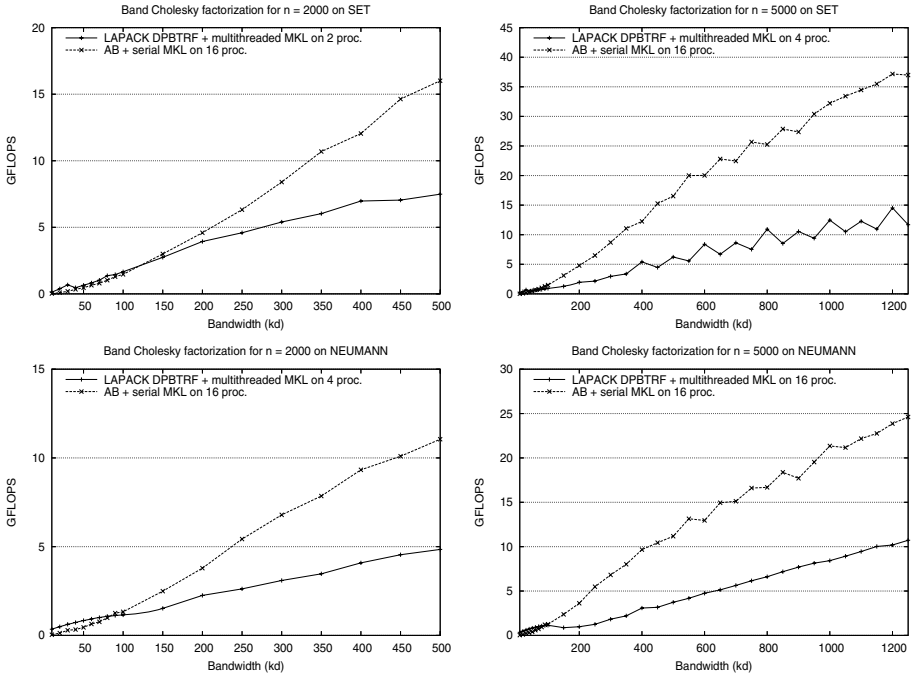 Band Cholesky factorization for n = 2000 on SET
20
15
10
5
0
GFLOPS
LAPACK DPBTRF + multithreaded MKL on 2 proc.
AB + serial MKL on 16 proc.
50 100 150 200 250 300 350 400 450 500
Bandwidth (kd)
Band Cholesky factorization for n = 5000 on SET
45
40
35
30
25
20
15
10
5
0
GFLOPS
LAPACK DPBTRF + multithreaded MKL on 4 proc.
AB + serial MKL on 16 proc.
200 400 600 800 1000 1200
Bandwidth (kd)
Band Cholesky factorization for n = 2000 on NEUMANN
15
10
5
0
GFLOPS
LAPACK DPBTRF + multithreaded MKL on 4 proc.
AB + serial MKL on 16 proc.
50 100 150 200 250 300 350 400 450 500
Bandwidth (kd)
Band Cholesky factorization for n = 5000 on NEUMANN
30
25
20
15
10
5
0
GFLOPS
LAPACK DPBTRF + multithreaded MKL on 16 proc.
AB + serial MKL on 16 proc.
200 400 600 800 1000 1200
Bandwidth (kd)